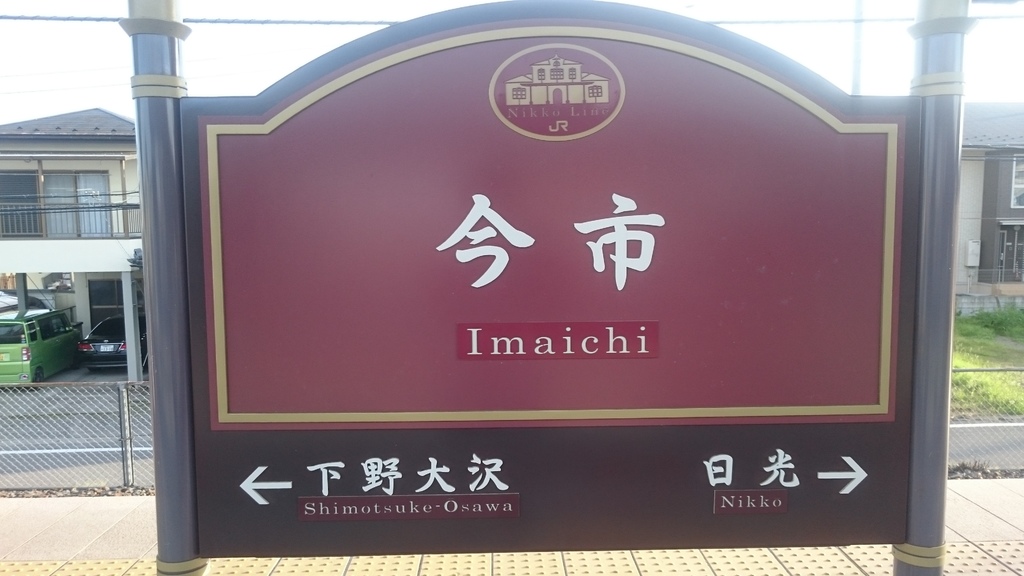 Nikko Line
JR
今市
Imaichi
← 下野大沢
Shimotsuke-Osawa
日光 →
Nikko